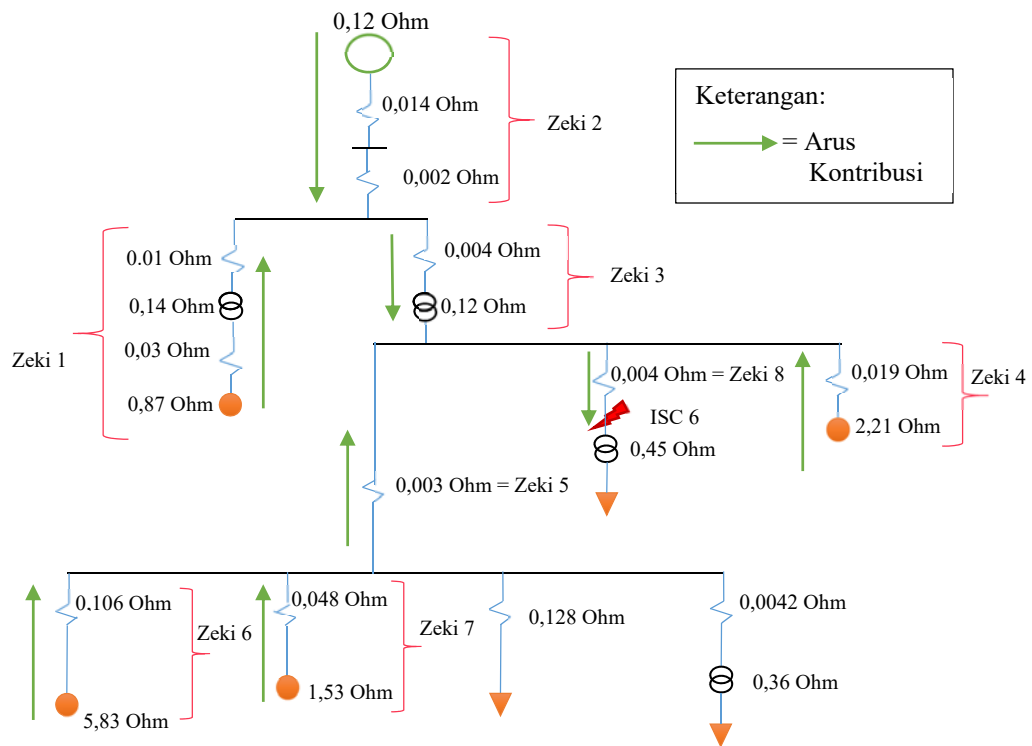 0,12 Ohm
0,014 Ohm
Zeki 2
0,002 Ohm
Keterangan:
= Arus
Kontribusi
0.01 Ohm
0,14 Ohm
0,03 Ohm
0,87 Ohm
Zeki 1
0,004 Ohm
0,12 Ohm
Zeki 3
0,004 Ohm = Zeki 8
ISC 6
0,45 Ohm
0,019 Ohm
2,21 Ohm
Zeki 4
0,003 Ohm = Zeki 5
0,106 Ohm
Zeki 6
5,83 Ohm
0,048 Ohm
Zeki 7
1,53 Ohm
0,128 Ohm
0,0042 Ohm
0,36 Ohm